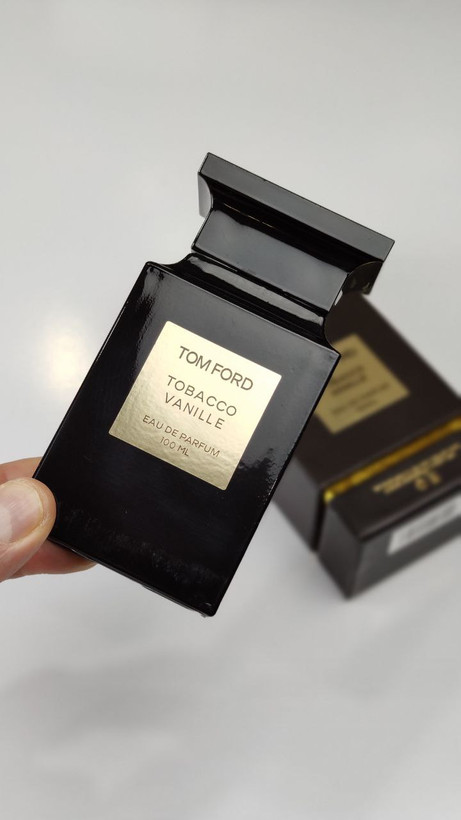 TOM FORD
TOBACCO
VANILLE
EAU DE PARFUM
100 ML